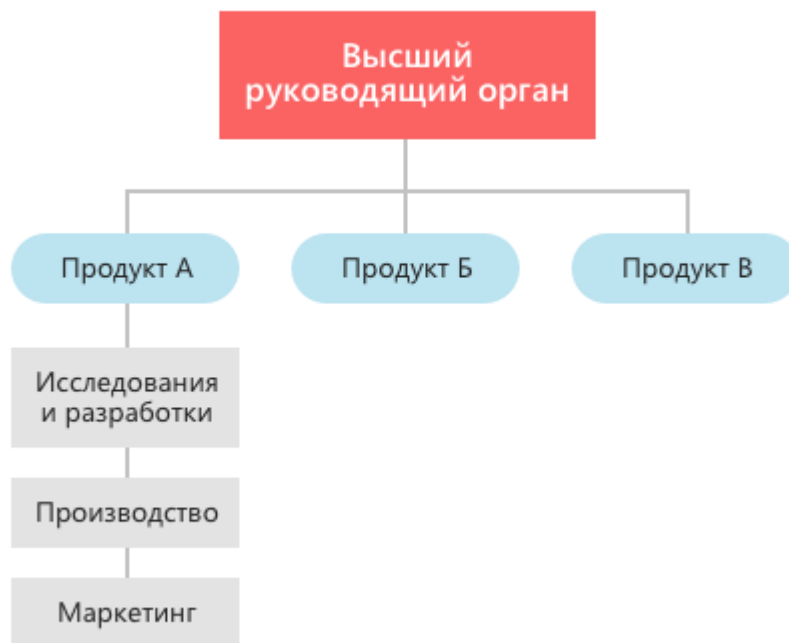 Высший
руководящий орган
Продукт А
Продукт Б
Продукт В
Исследования
и разработки
Производство
Маркетинг